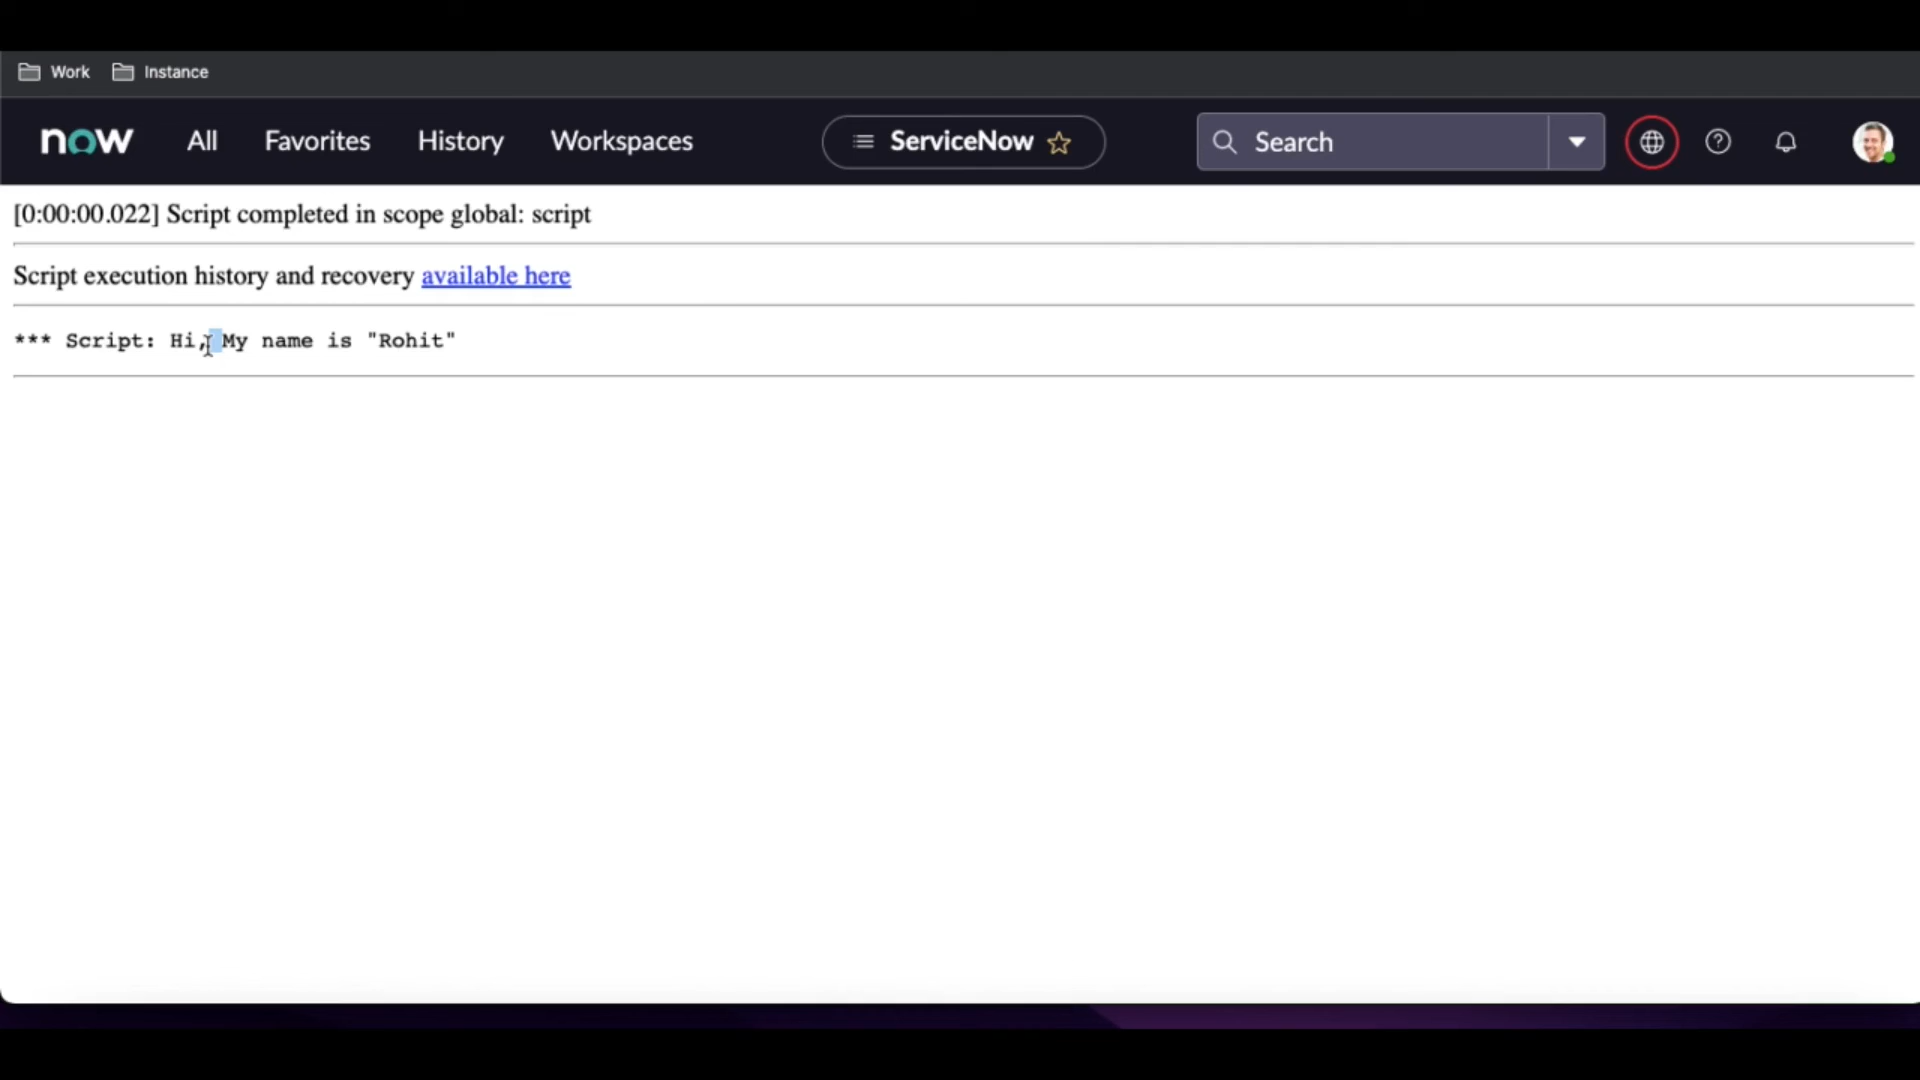 Work Instance
now All Favorites History Workspaces ServiceNow Search
[0:00:00.022] Script completed in scope global: script
Script execution history and recovery available here
*** Script: Hi, My name is "Rohit"